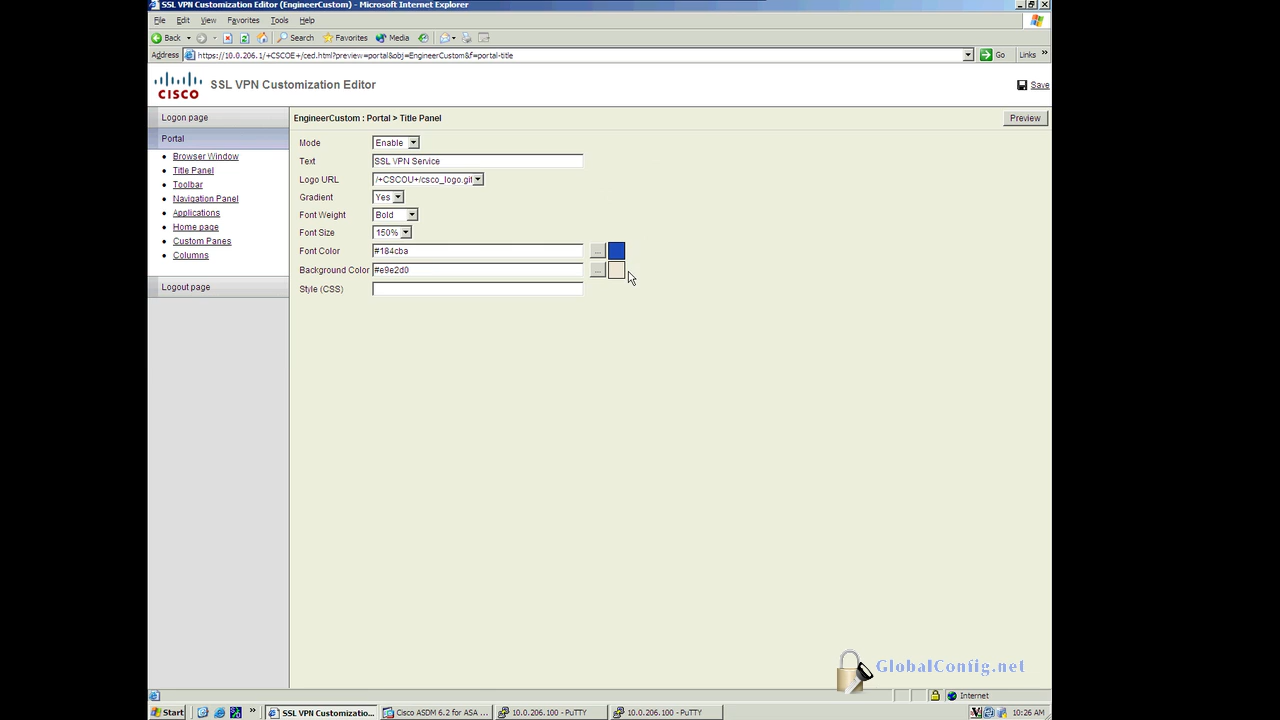 SSL VPN Customization Editor (EngineerCustom) - Microsoft Internet Explorer
File Edit View Favorites Tools Help
Back Search Favorites Media
Address https://10.0.206.1/+CSCOE+/ced.html?preview=portal&obj=EngineerCustom&f=portal-title Go Links »
CISCO SSL VPN Customization Editor Save
Logon page
EngineerCustom : Portal > Title Panel Preview
Portal
Browser Window
Title Panel
Toolbar
Navigation Panel
Applications
Home page
Custom Panes
Columns
Logout page
Mode Enable
Text SSL VPN Service
Logo URL /+CSCOU+/csco_logo.gif
Gradient Yes
Font Weight Bold
Font Size 150%
Font Color #184cba ...
Background Color #e9e2d0 ...
Style (CSS)
GlobalConfig.net
Internet
Start » SSL VPN Customizatio... Cisco ASDM 6.2 for ASA ... 10.0.206.100 - PuTTY 10.0.206.100 - PuTTY 10:26 AM